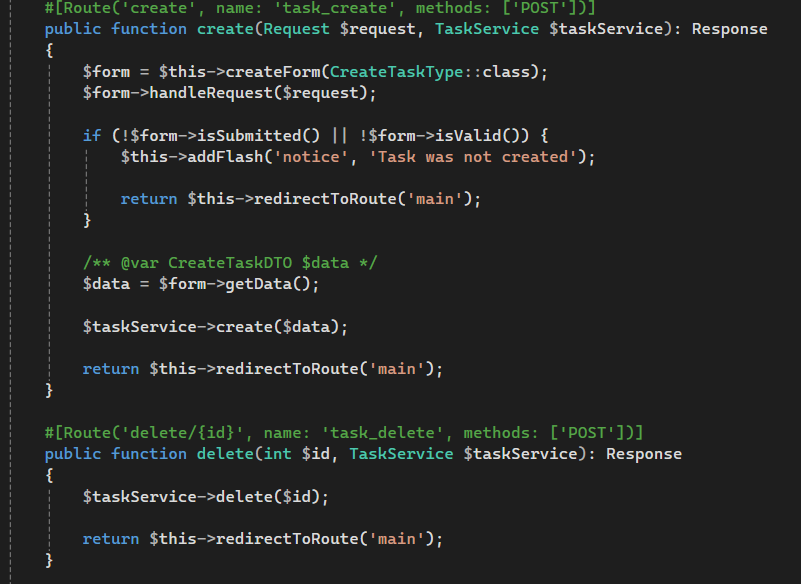 #[Route('create', name: 'task_create', methods: ['POST'])]
public function create(Request $request, TaskService $taskService): Response
{
$form = $this->createForm(CreateTaskType::class);
$form->handleRequest($request);
if (!$form->isSubmitted() || !$form->isValid()) {
$this->addFlash('notice', 'Task was not created');
return $this->redirectToRoute('main');
}
/** @var CreateTaskDTO $data */
$data = $form->getData();
$taskService->create($data);
return $this->redirectToRoute('main');
}
#[Route('delete/{id}', name: 'task_delete', methods: ['POST'])]
public function delete(int $id, TaskService $taskService): Response
{
$taskService->delete($id);
return $this->redirectToRoute('main');
}